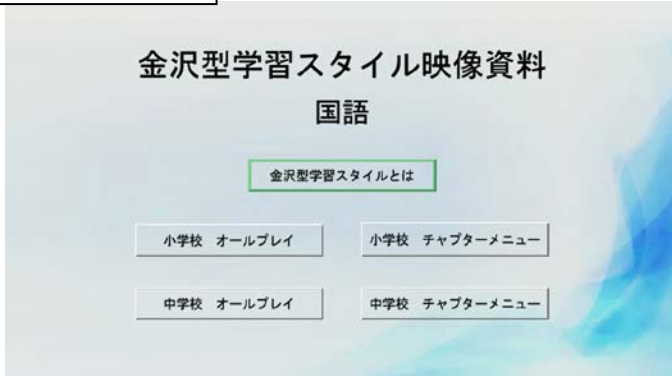 金沢型学習スタイル映像資料
国語
金沢型学習スタイルとは
小学校 オールプレイ
小学校 チャプターメニュー
中学校 オールプレイ
中学校 チャプターメニュー